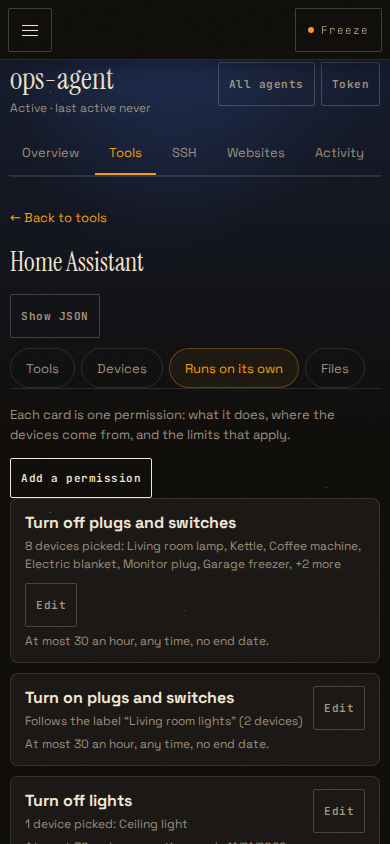 Freeze
ops-agent
All agents
Token
Active · last active never
Overview
Tools
SSH
Websites
Activity
← Back to tools
Home Assistant
Show JSON
Tools
Devices
Runs on its own
Files
Each card is one permission: what it does, where the
devices come from, and the limits that apply.
Add a permission
Turn off plugs and switches
8 devices picked: Living room lamp, Kettle, Coffee machine,
Electric blanket, Monitor plug, Garage freezer, +2 more
Edit
At most 30 an hour, any time, no end date.
Turn on plugs and switches
Follows the label “Living room lights” (2 devices)
Edit
At most 30 an hour, any time, no end date.
Turn off lights
1 device picked: Ceiling light
Edit